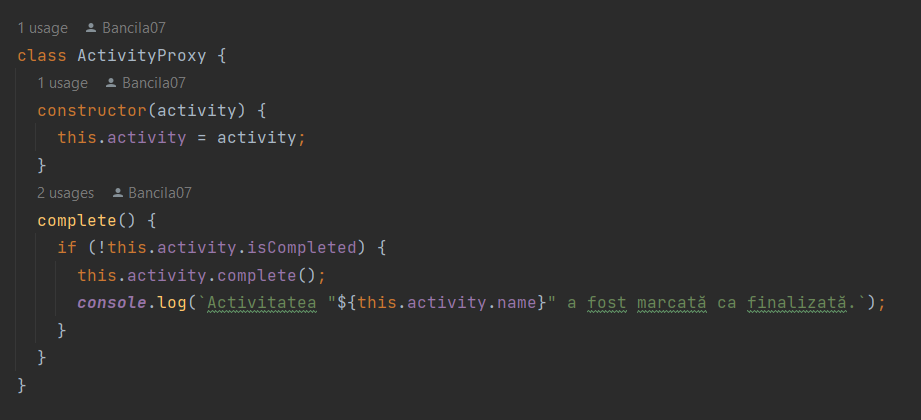 1 usage Bancila07
class ActivityProxy {
1 usage Bancila07
constructor(activity) {
this.activity = activity;
}
2 usages Bancila07
complete() {
if (!this.activity.isCompleted) {
this.activity.complete();
console.log(`Activitatea "${this.activity.name}" a fost marcată ca finalizată.`);
}
}
}